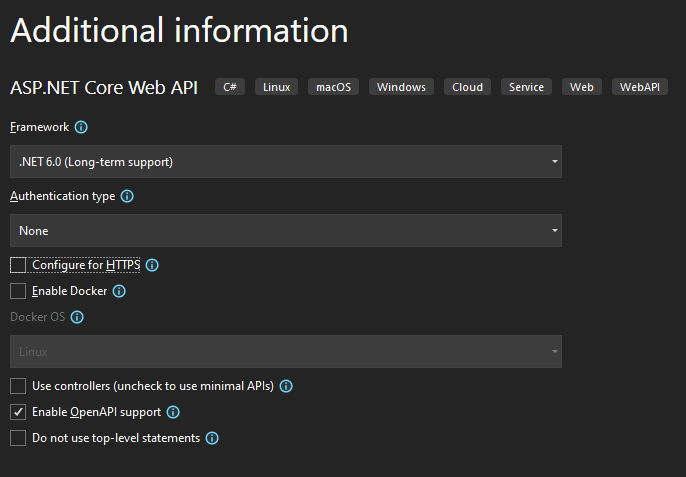 Additional information
ASP.NET Core Web API C# Linux macOS Windows Cloud Service Web WebAPI
Framework
.NET 6.0 (Long-term support)
Authentication type
None
Configure for HTTPS
Enable Docker
Docker OS
Linux
Use controllers (uncheck to use minimal APIs)
Enable OpenAPI support
Do not use top-level statements